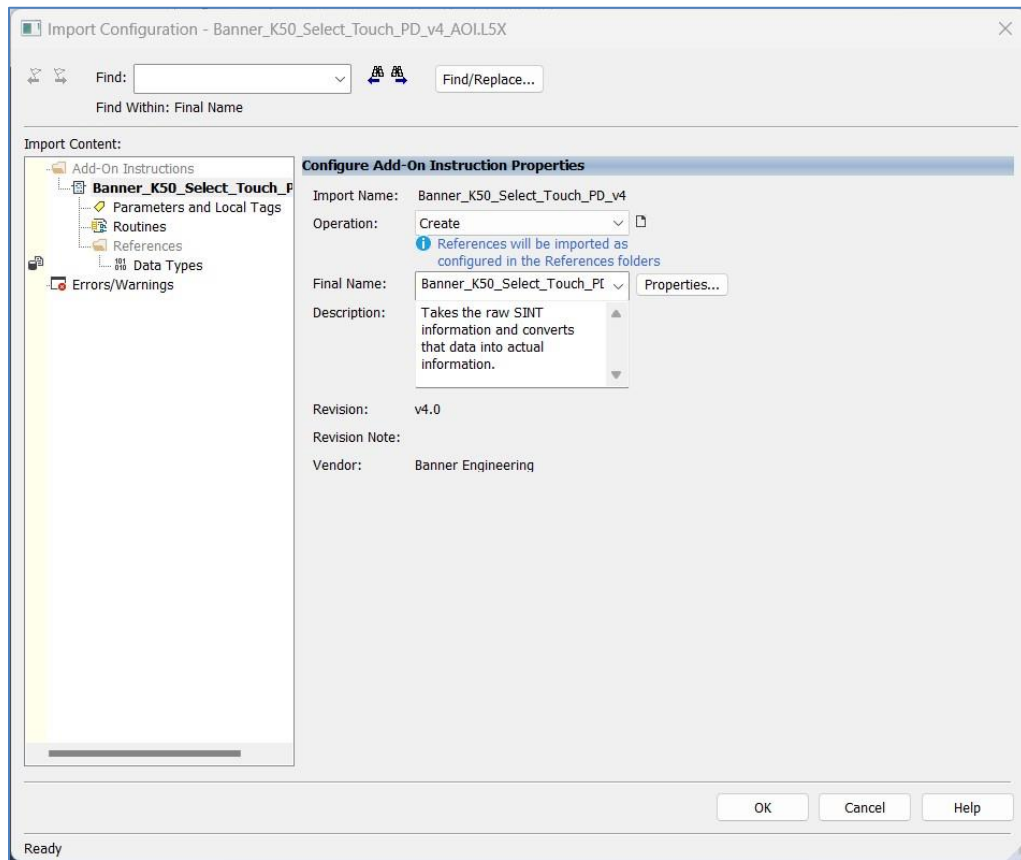 Import Configuration - Banner_K50_Select_Touch_PD_v4_AOI.L5X
Find:
Find/Replace...
Find Within: Final Name
Import Content:
Add-On Instructions
Banner_K50_Select_Touch_P
Parameters and Local Tags
Routines
References
Data Types
Errors/Warnings
Configure Add-On Instruction Properties
Import Name: Banner_K50_Select_Touch_PD_v4
Operation: Create
References will be imported as
configured in the References folders
Final Name: Banner_K50_Select_Touch_PD Properties...
Description: Takes the raw SINT
information and converts
that data into actual
information.
Revision: v4.0
Revision Note:
Vendor: Banner Engineering
OK Cancel Help
Ready